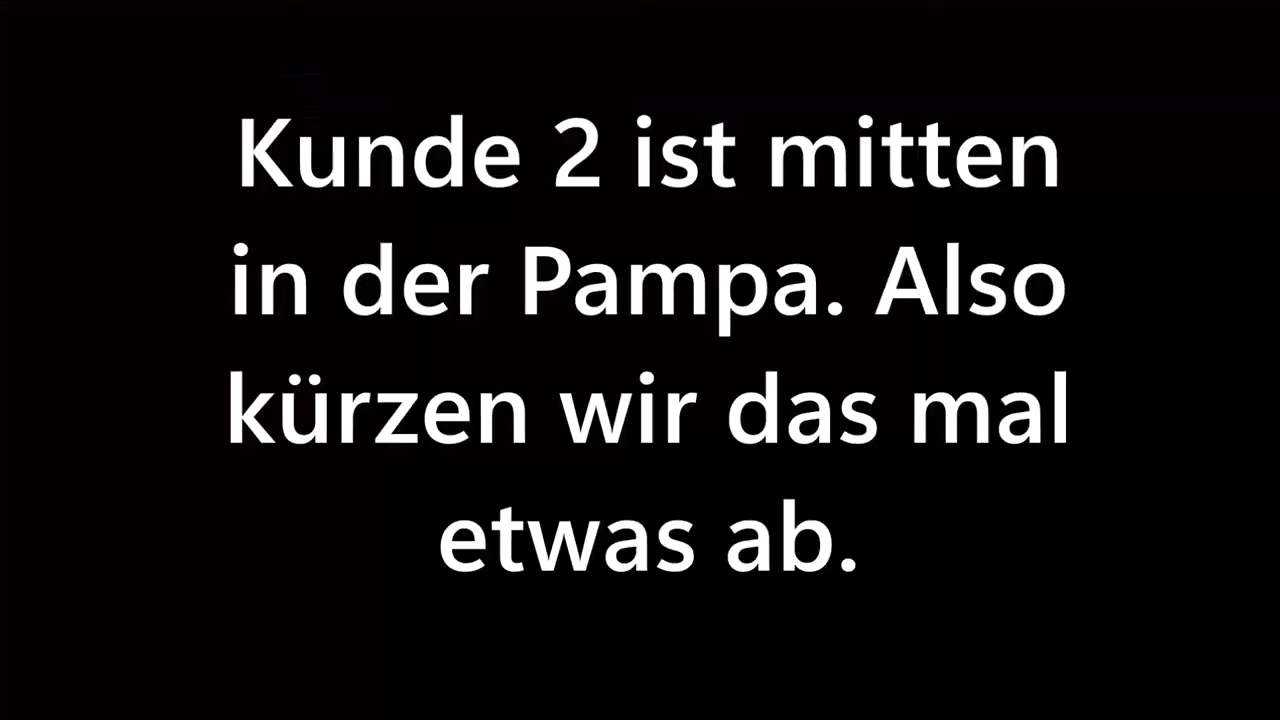 Kunde 2 ist mitten
in der Pampa. Also
kürzen wir das mal
etwas ab.